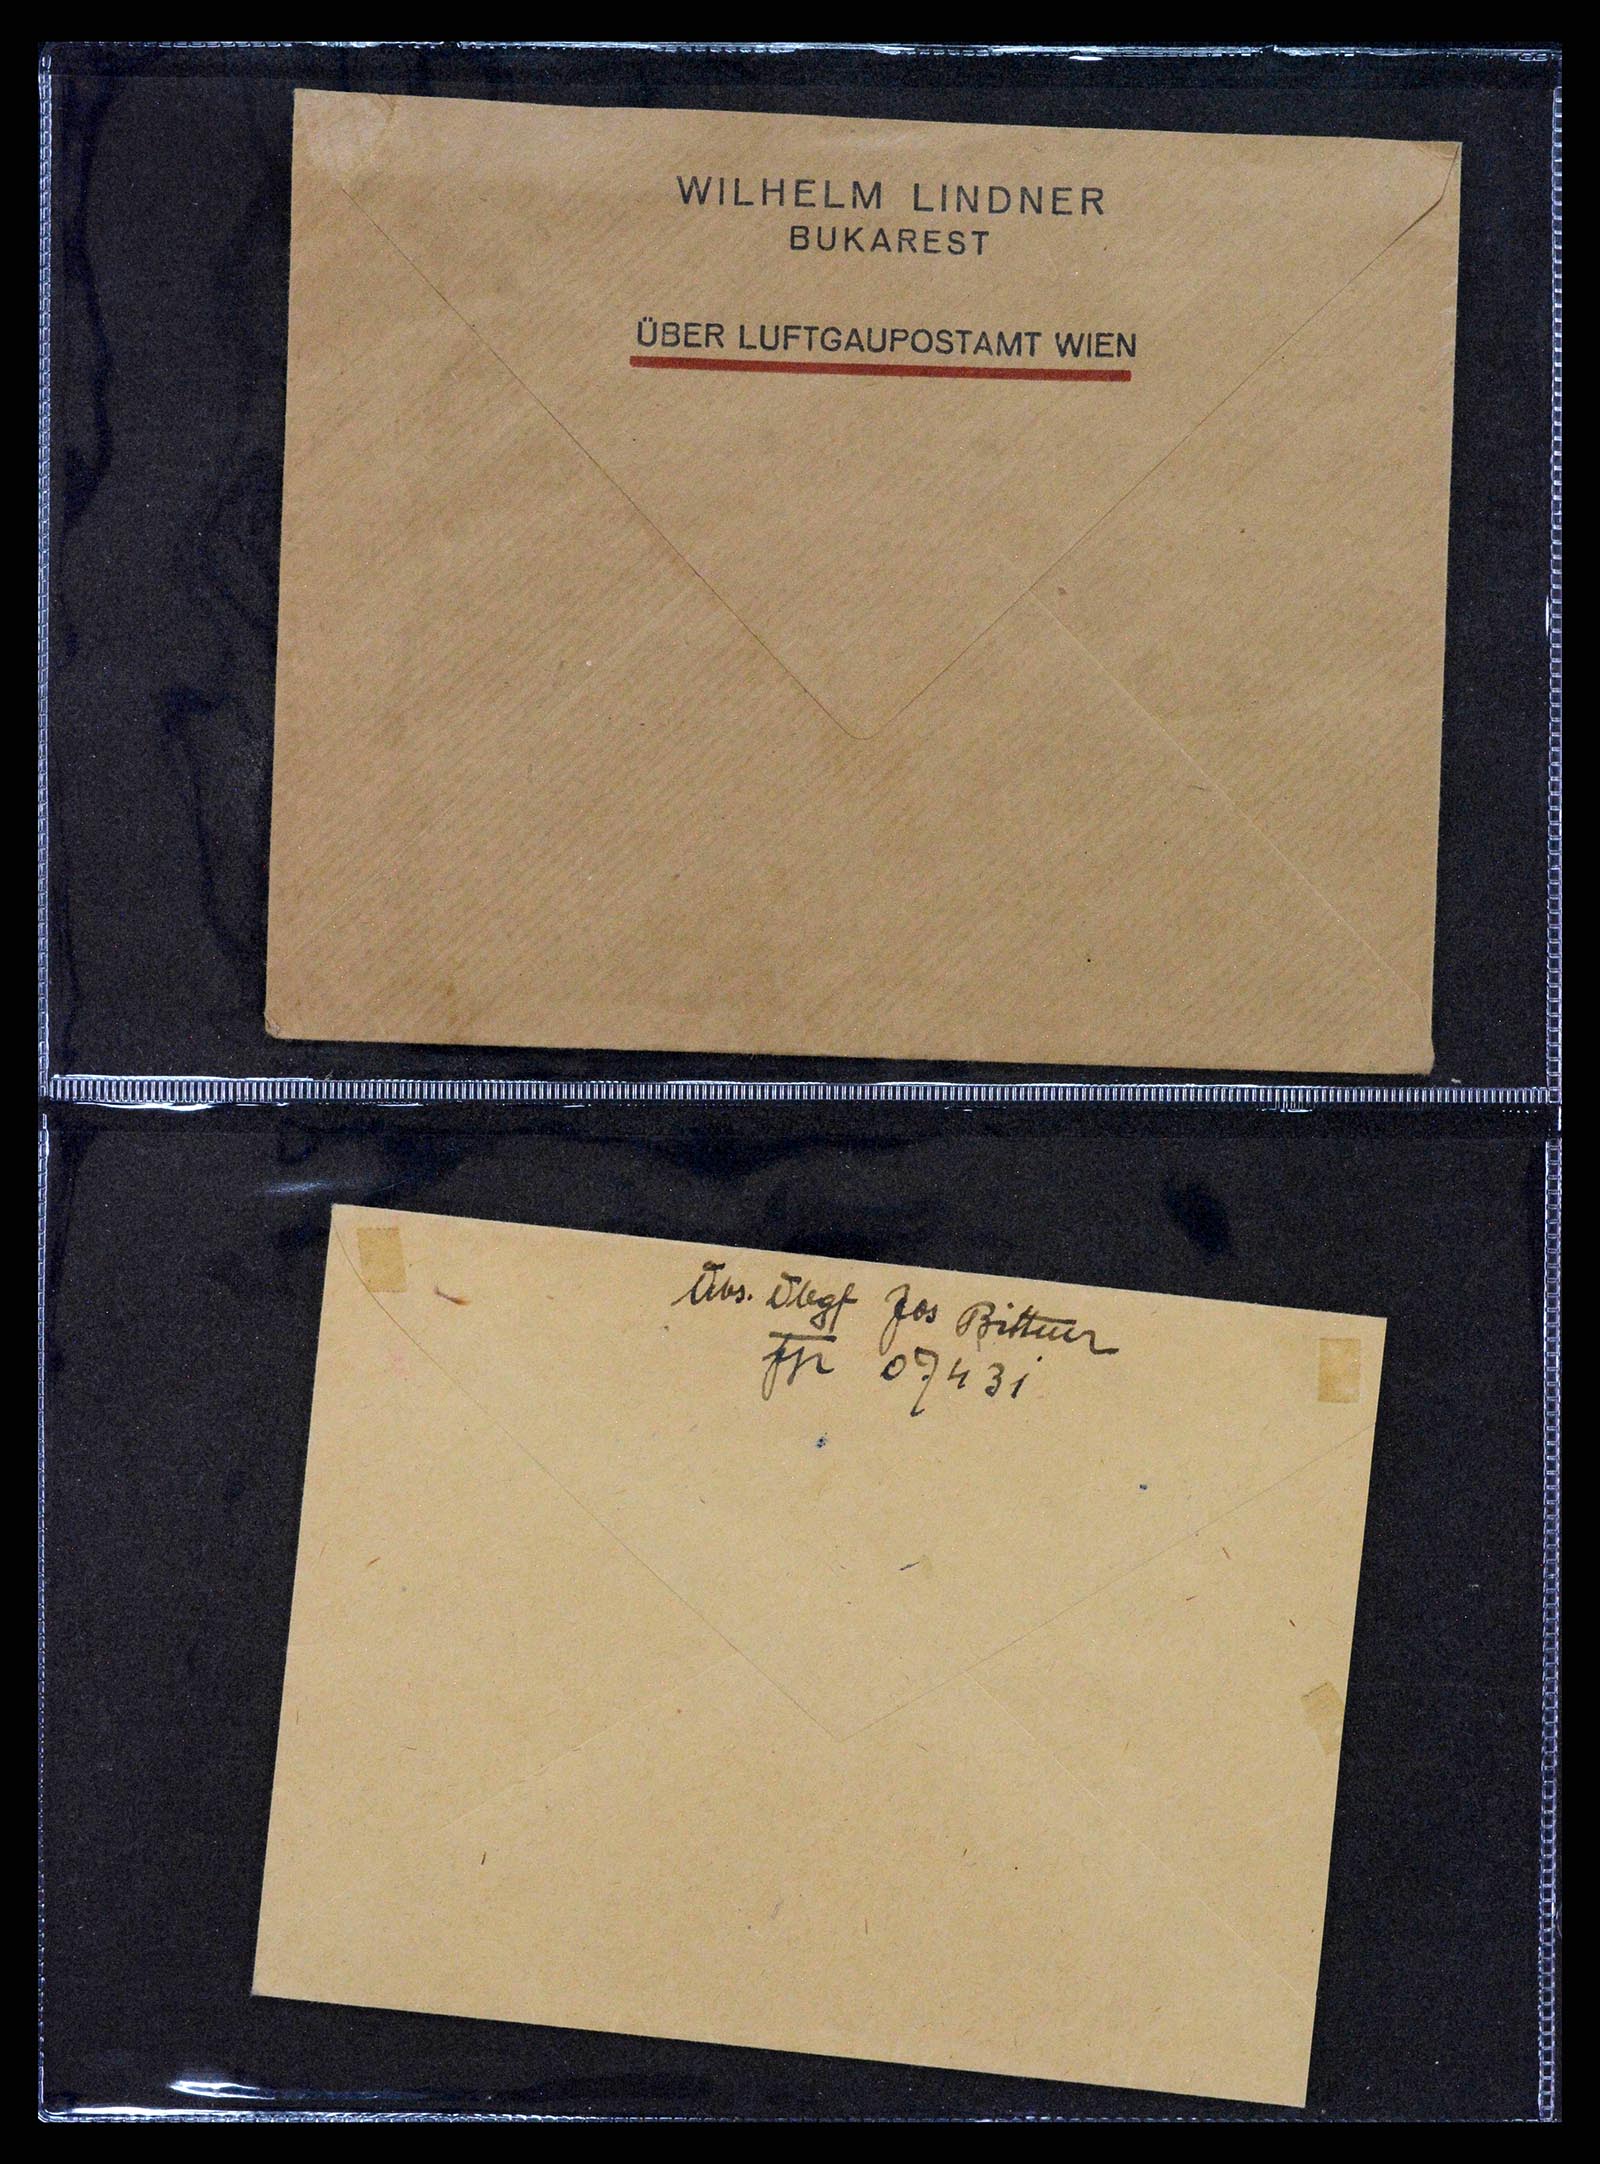 WILHELM LINDNER
BUKAREST
ÜBER LUFTGAUPOSTAMT WIEN
Abs. Obgf Jos Bittner
FPN 07431